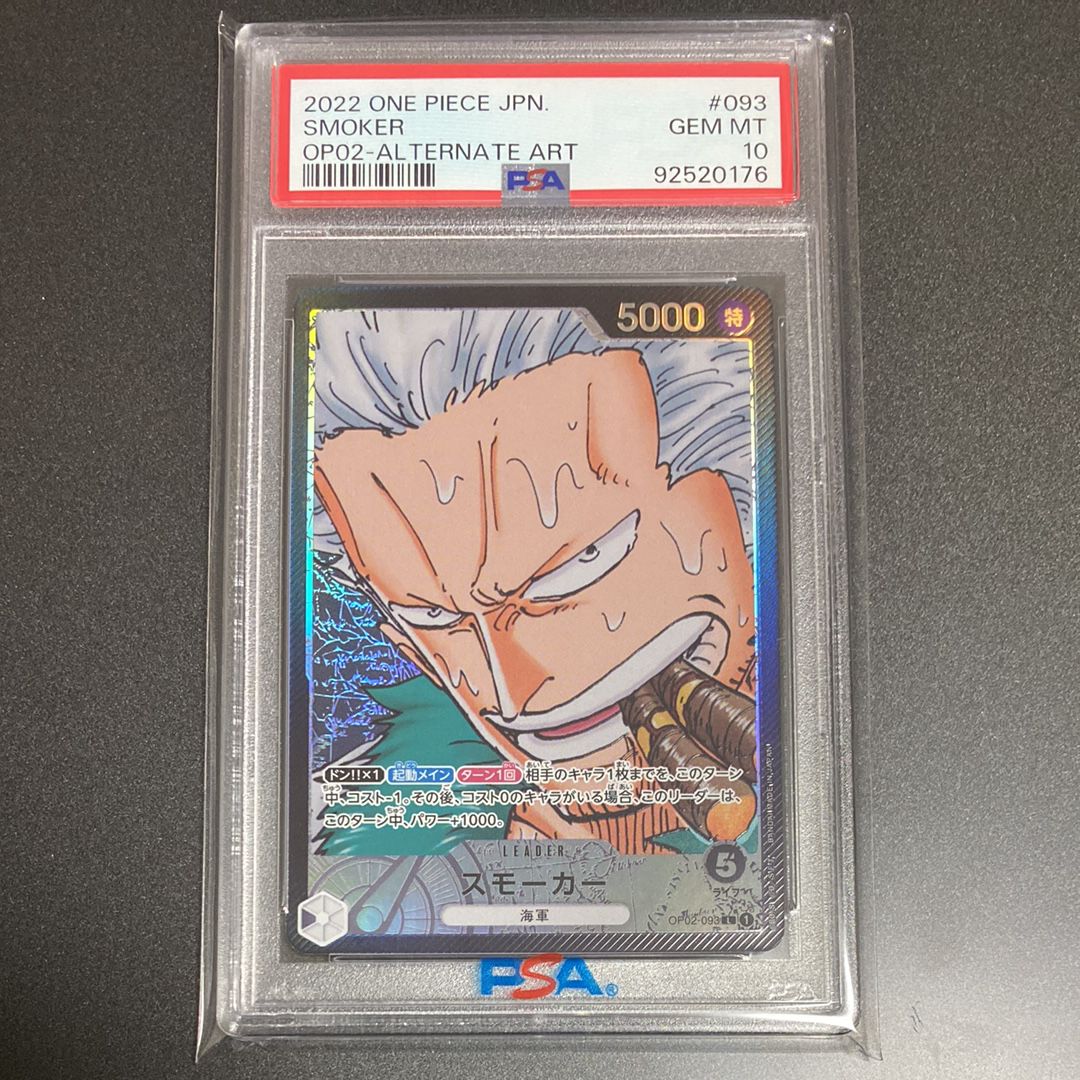 2022 ONE PIECE JPN. #093
SMOKER GEM MT
OP02-ALTERNATE ART 10
PSA 92520176
5000 特
ドン!!×1 起動メイン ターン1回 相手のキャラ1枚までを、このターン
中、コスト-1。その後、コスト0のキャラがいる場合、このリーダーは、
このターン中、パワー+1000。
LEADER
5
スモーカー ライフ
海軍 OP02-093 L 1
PSA®